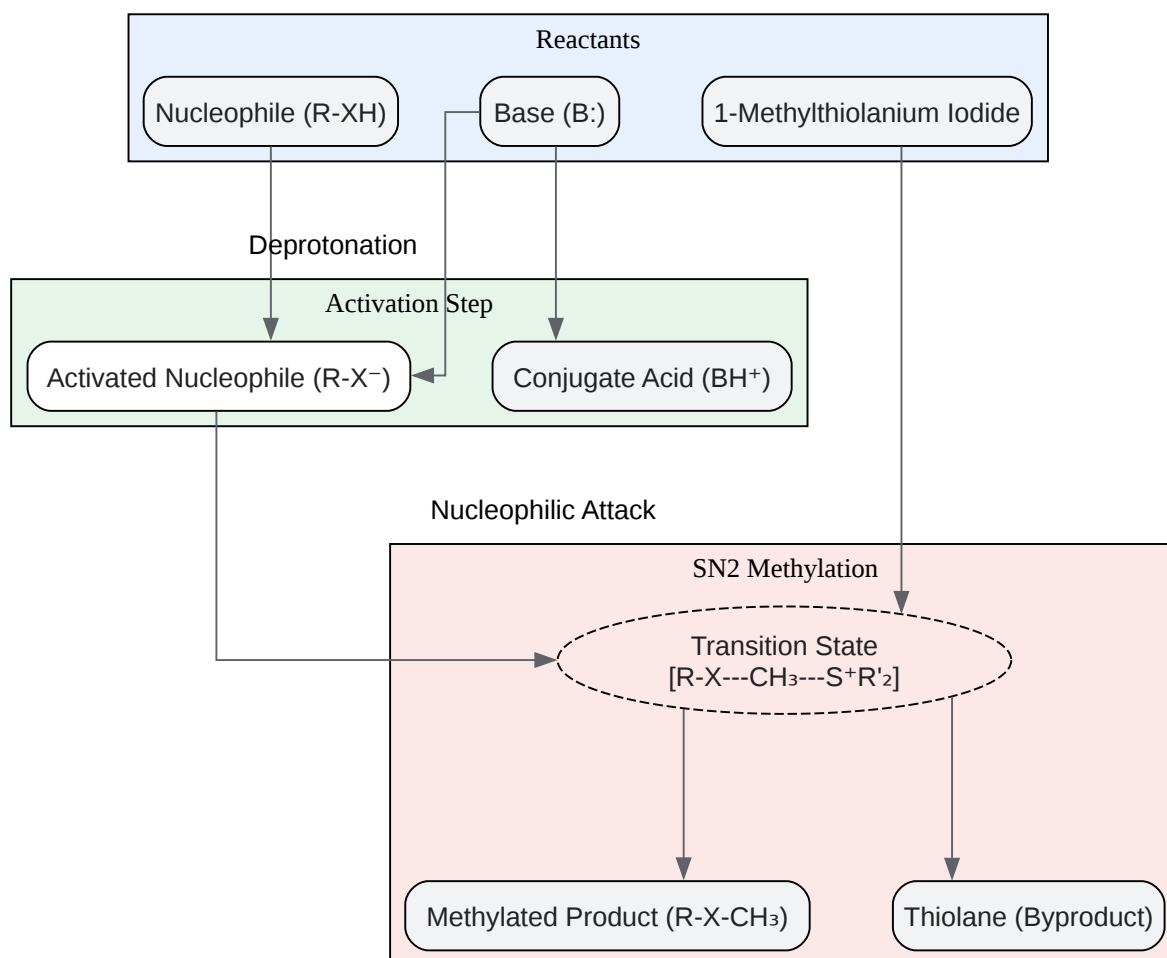 Reactants
Nucleophile (R-XH)
Base (B:)
1-Methylthiolanium Iodide
Deprotonation
Activation Step
Activated Nucleophile (R-X⁻)
Conjugate Acid (BH⁺)
Nucleophilic Attack
SN2 Methylation
Transition State
[R-X---CH₃---S⁺R'₂]
Methylated Product (R-X-CH₃)
Thiolane (Byproduct)